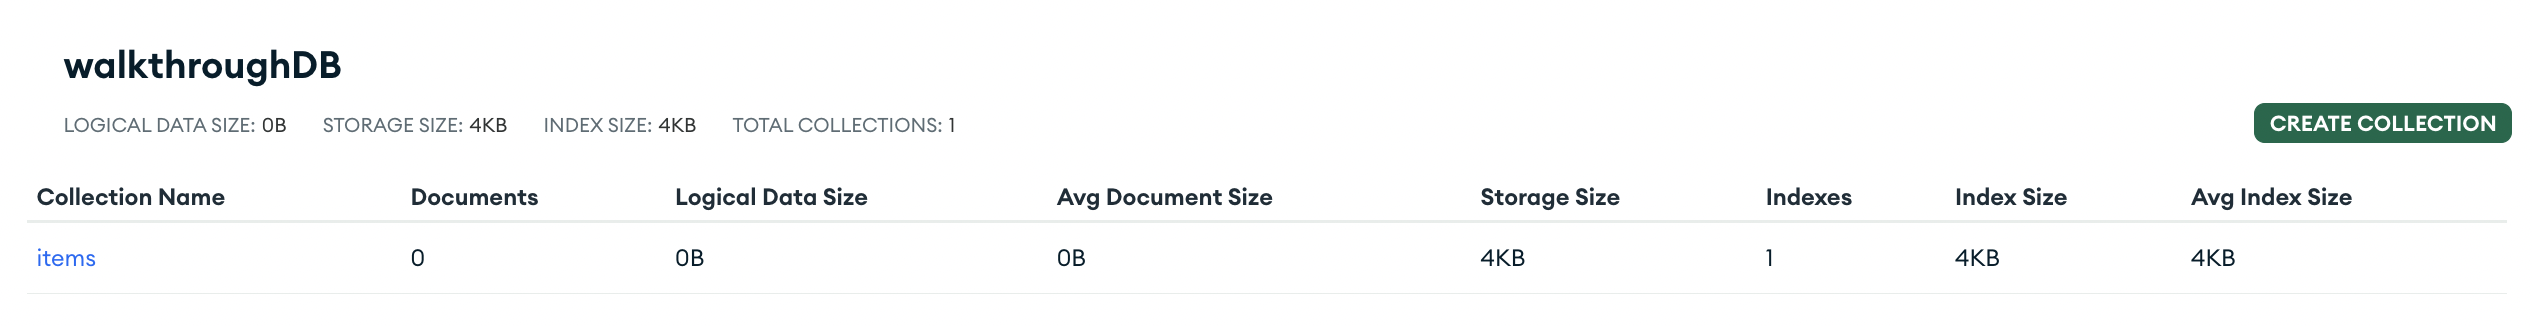 walkthroughDB
LOGICAL DATA SIZE: 0B STORAGE SIZE: 4KB INDEX SIZE: 4KB TOTAL COLLECTIONS: 1
CREATE COLLECTION
Collection Name Documents Logical Data Size Avg Document Size Storage Size Indexes Index Size Avg Index Size
items 0 0B 0B 4KB 1 4KB 4KB